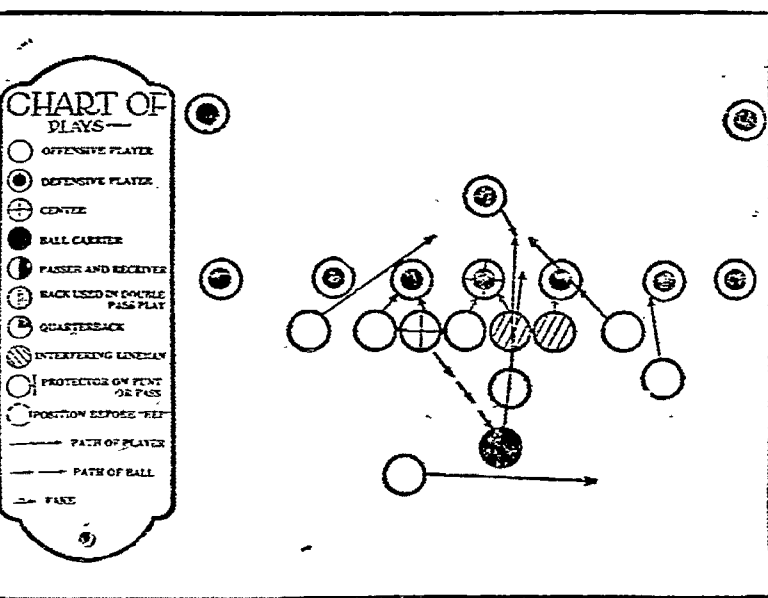 CHART OF
PLAYS—
OFFENSIVE PLAYER
DEFENSIVE PLAYER
CENTER
BALL CARRIER
PASSER AND RECEIVER
BACK USED IN DOUBLE
PASS PLAY
QUARTERBACK
INTERFERING LINEMAN
PROTECTOR ON PUNT
OR PASS
POSITION BEFORE
PATH OF PLAYER
PATH OF BALL
FAKE